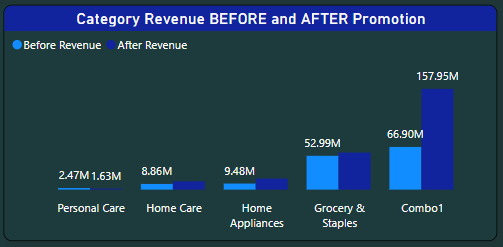 Category Revenue BEFORE and AFTER Promotion
Before Revenue After Revenue
157.95M
66.90M
52.99M
2.47M 1.63M 8.86M 9.48M
Personal Care Home Care Home Appliances Grocery & Staples Combo1